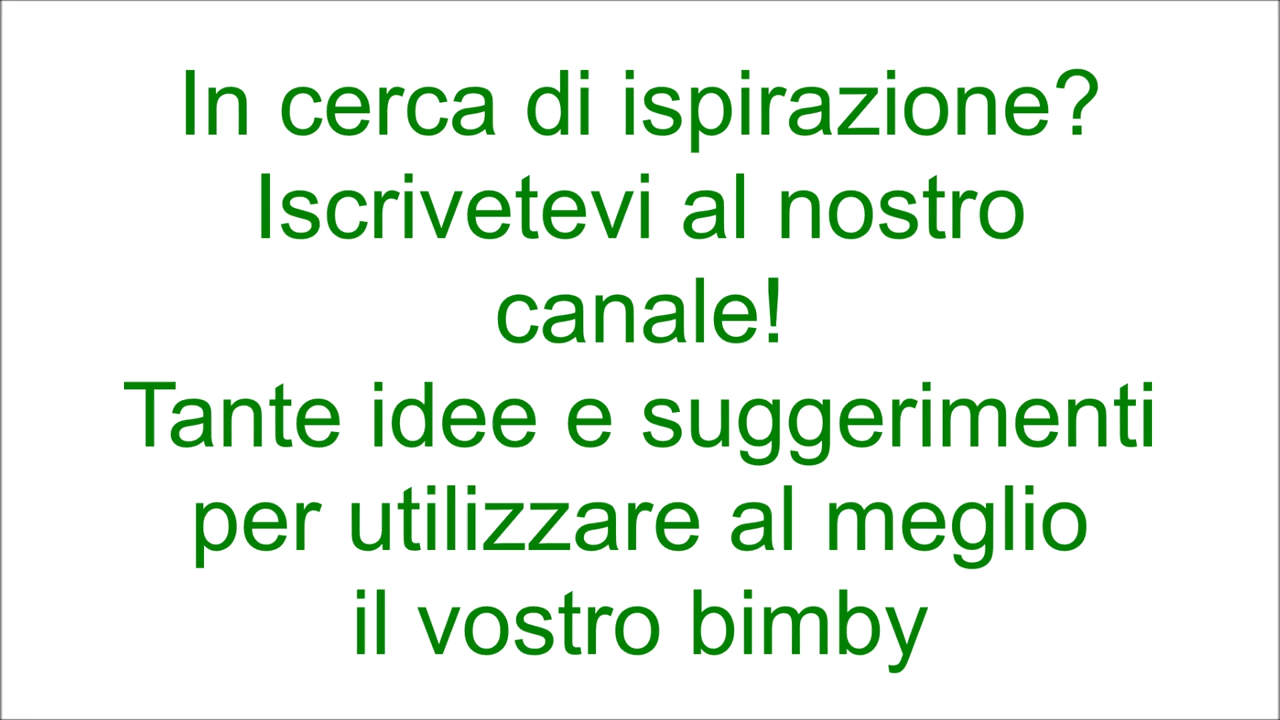 In cerca di ispirazione?
Iscrivetevi al nostro
canale!
Tante idee e suggerimenti
per utilizzare al meglio
il vostro bimby